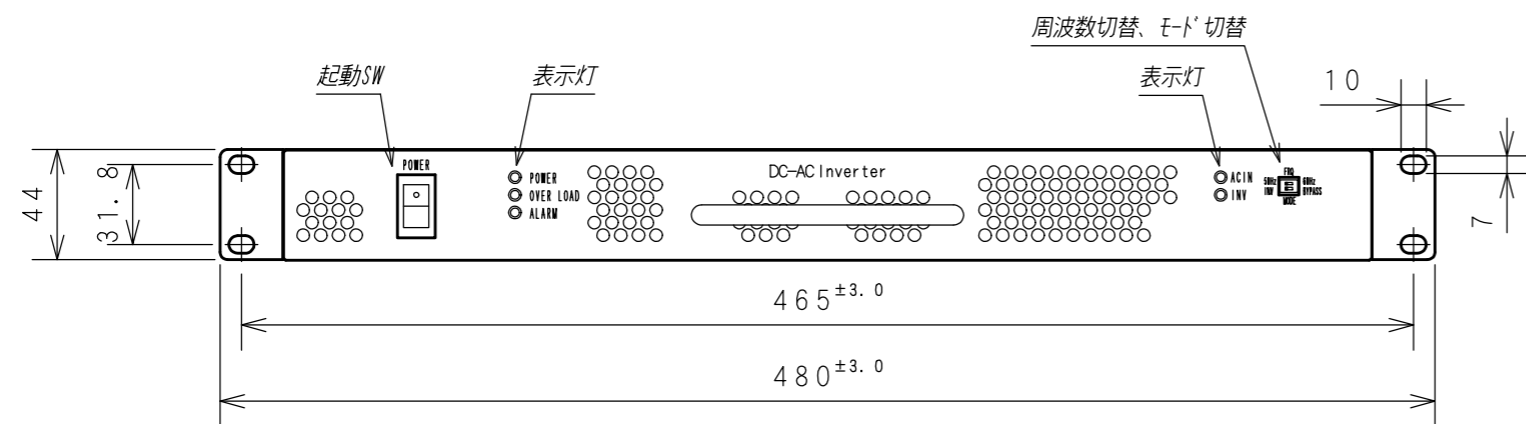 周波数切替、ﾓｰﾄﾞ切替
起動SW
表示灯
表示灯
10
POWER
POWER
OVER LOAD
ALARM
DC-AC Inverter
ACIN
INV
FRQ
50Hz
60Hz
INV
BYPASS
MODE
44
31.8
7
465±3.0
480±3.0